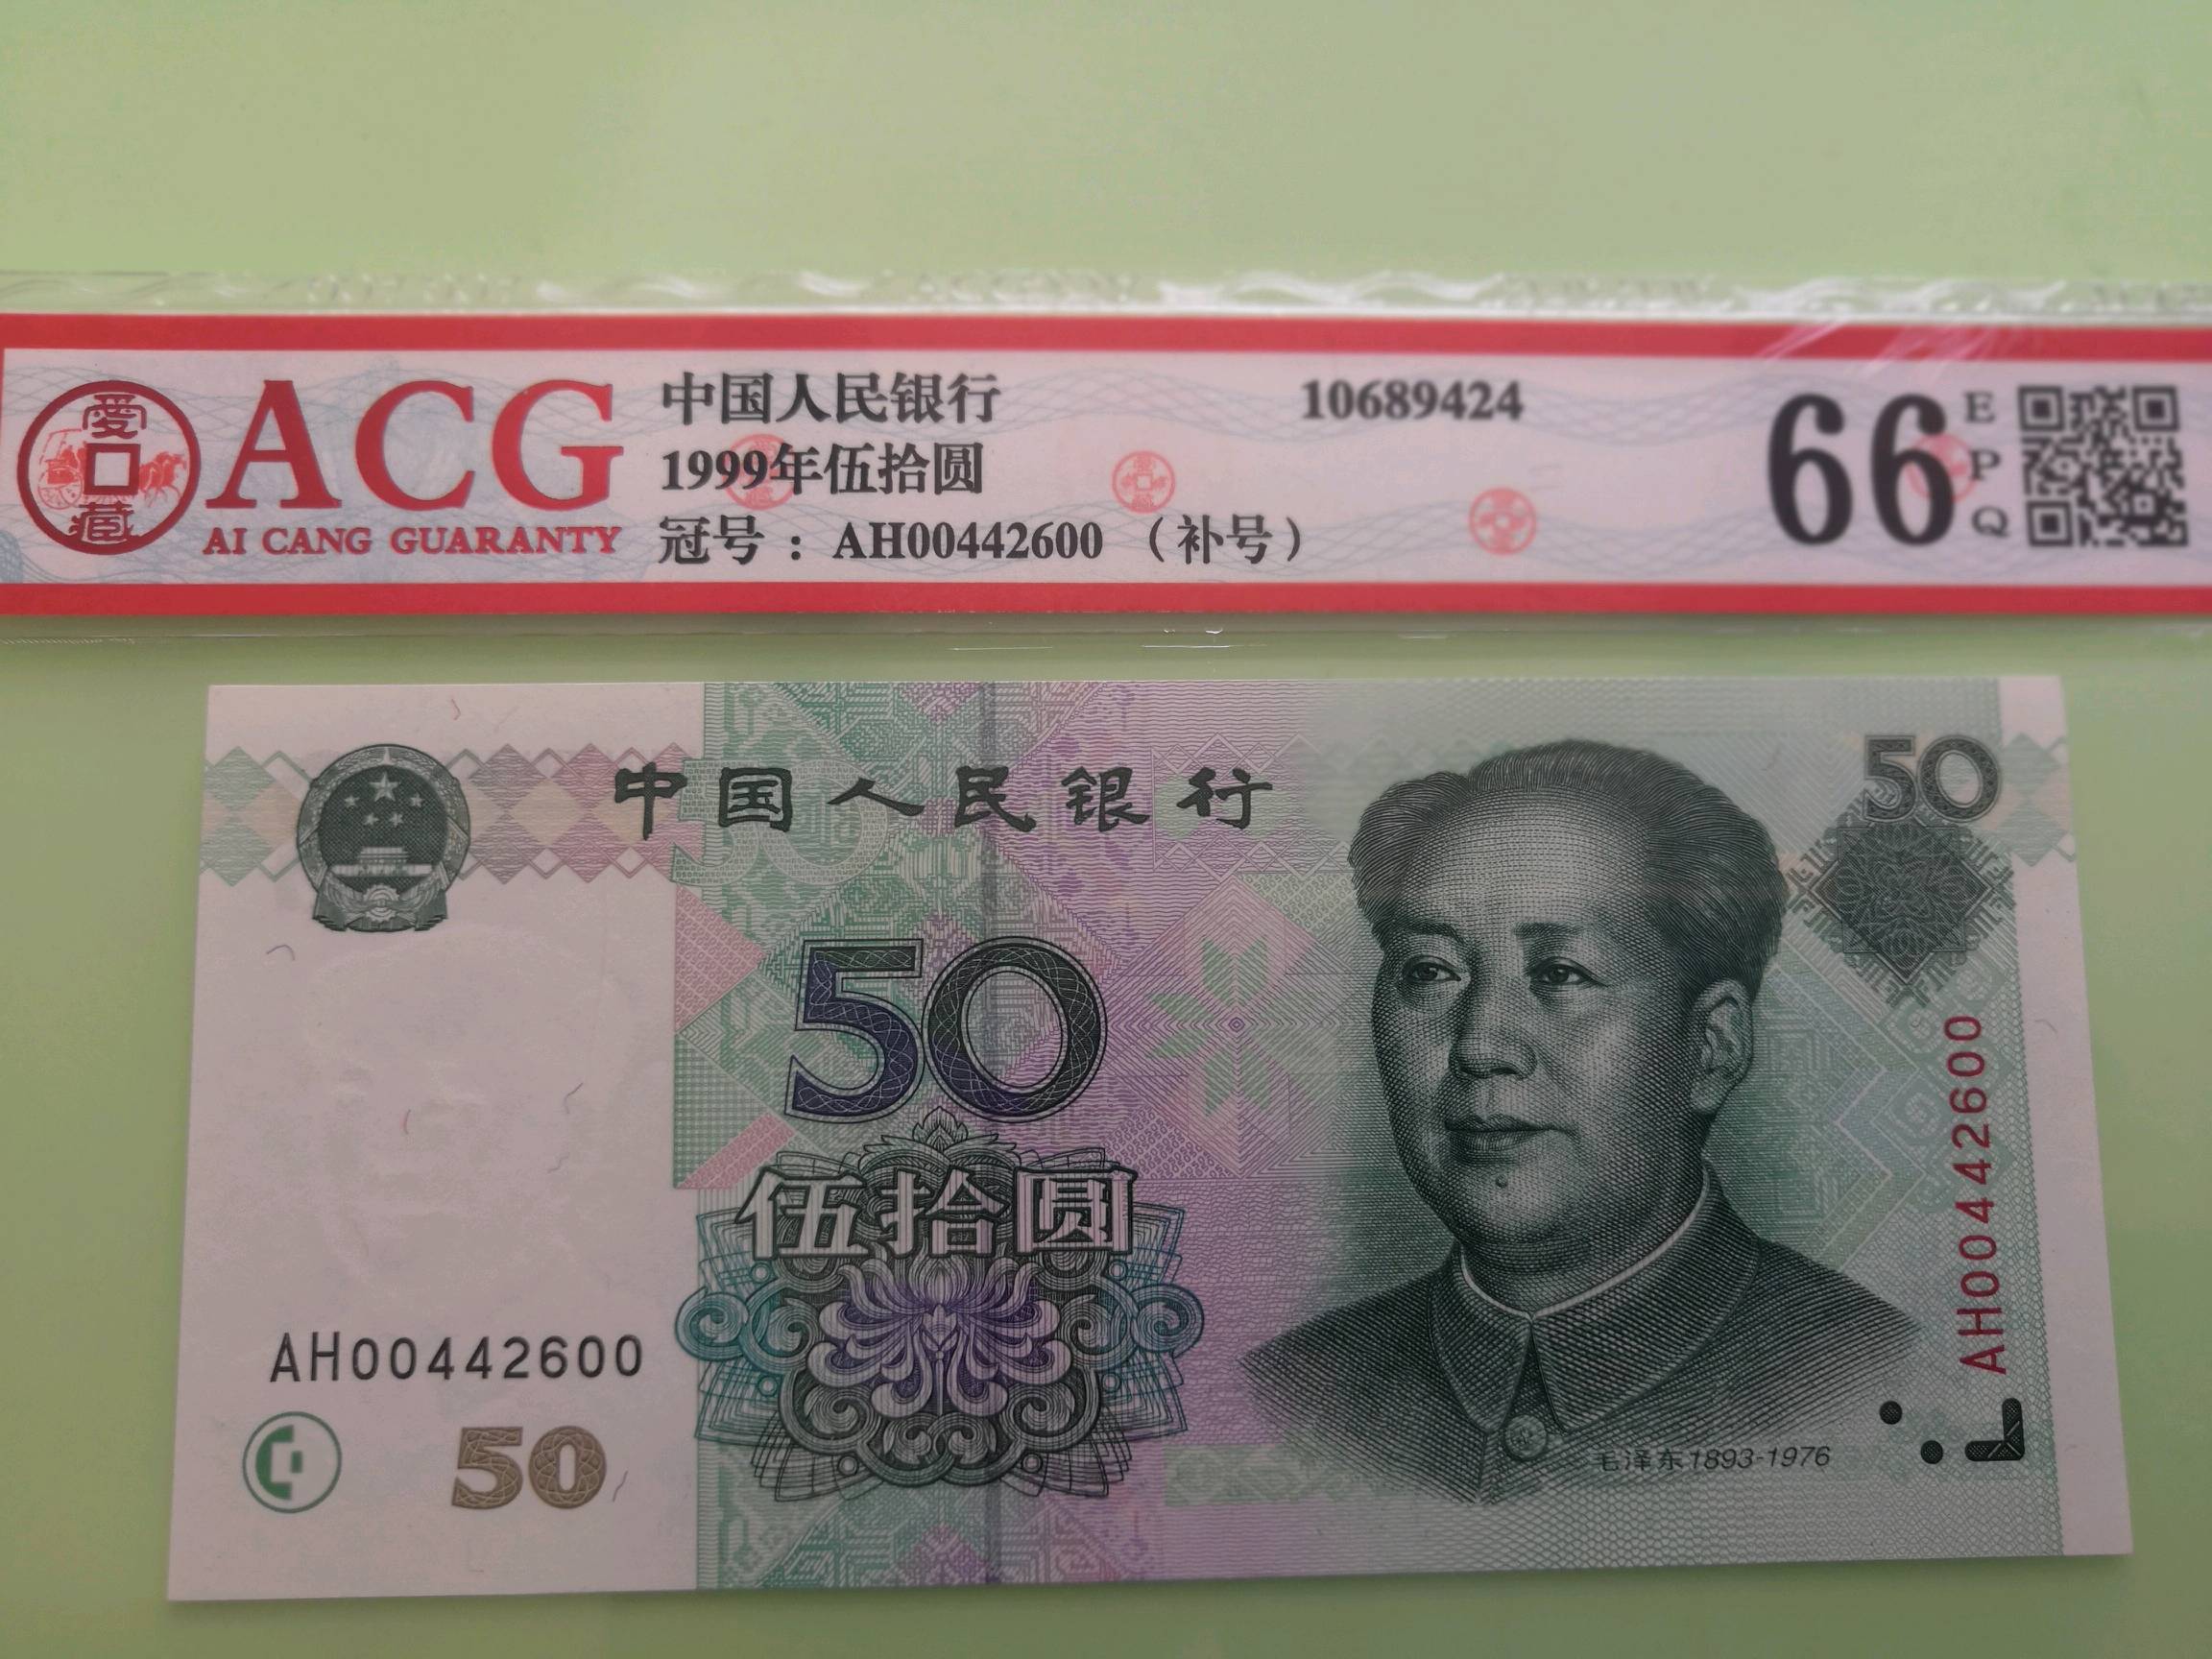 愛藏
ACG
AI CANG GUARANTY
中国人民银行
1999年伍拾圆
冠号：AH00442600（补号）
10689424
66
EPQ
中国人民银行
50
50
伍拾圆
AH00442600
50
AH00442600
毛泽东1893-1976